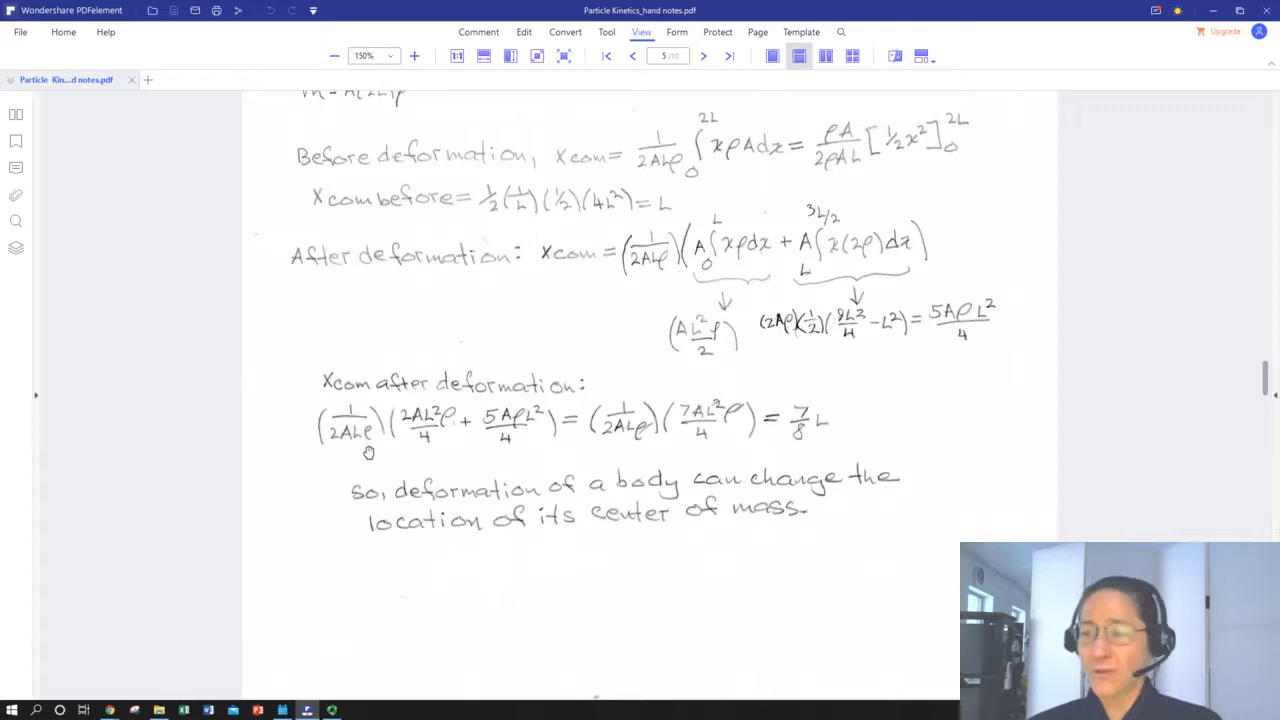 Wondershare PDFelement
Particle Kinetics_hand notes.pdf
File Home Help
Comment Edit Convert Tool View Form Protect Page Template
Upgrade
150%
5/10
Particle Kin...d notes.pdf
m = A(2L)ρ
Before deformation, xcom = 1/(2ALρ) ∫₀^2L xρAdx = ρA/(2ρAL) [1/2x²]₀^2L
Xcom before = 1/2(1/L)(1/2)(4L²) = L
After deformation: Xcom = (1/(2ALρ))(A∫₀^L xρdx + A∫_L^3L/2 x(2ρ)dx)
(AL²ρ/2) (2Aρ)(1/2)(9L²/4 - L²) = 5AρL²/4
Xcom after deformation:
(1/(2ALρ))(2AL²ρ/4 + 5AρL²/4) = (1/(2ALρ))(7AL²ρ/4) = 7/8 L
so, deformation of a body can change the
location of its center of mass.